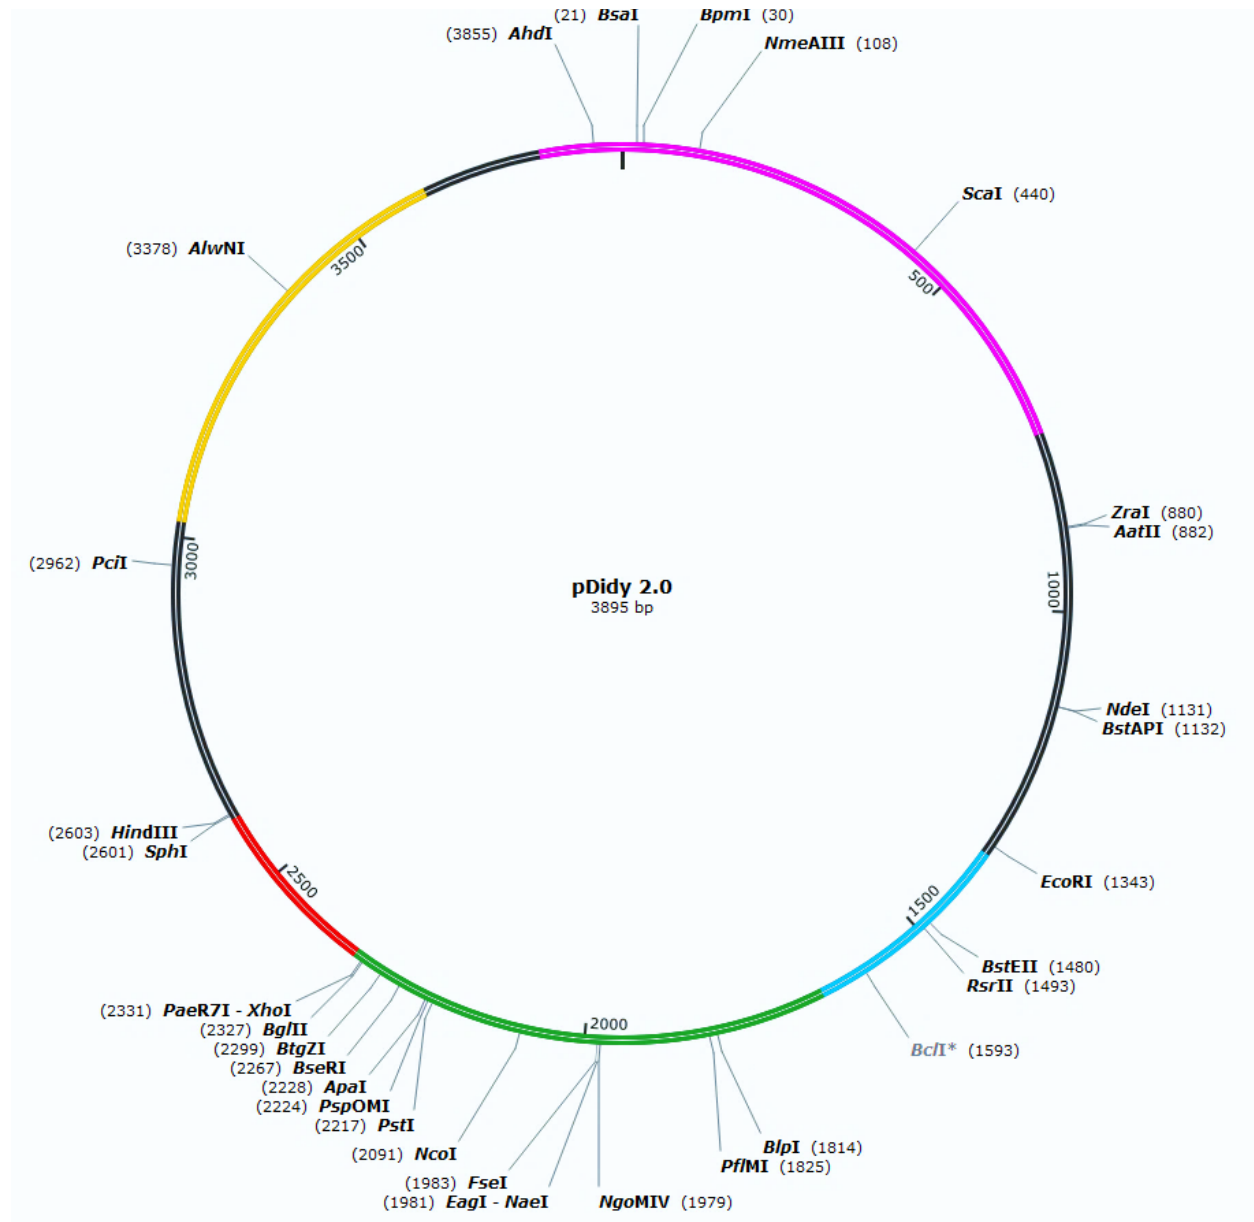 (21) BsaI
BpmI (30)
(3855) AhdI
NmeAIII (108)
ScaI (440)
(3378) AlwNI
3500
500
ZraI (880)
AatII (882)
3000
(2962) PciI
1000
pDidy 2.0
3895 bp
NdeI (1131)
BstAPI (1132)
(2603) HindIII
(2601) SphI
2500
EcoRI (1343)
1500
BstEII (1480)
RsrII (1493)
(2331) PaeR7I - XhoI
(2327) BglII
2000
(2299) BtgZI
BclI* (1593)
(2267) BseRI
(2228) ApaI
(2224) PspOMI
(2217) PstI
BlpI (1814)
(2091) NcoI
PflMI (1825)
(1983) FseI
(1981) EagI - NaeI
NgoMIV (1979)